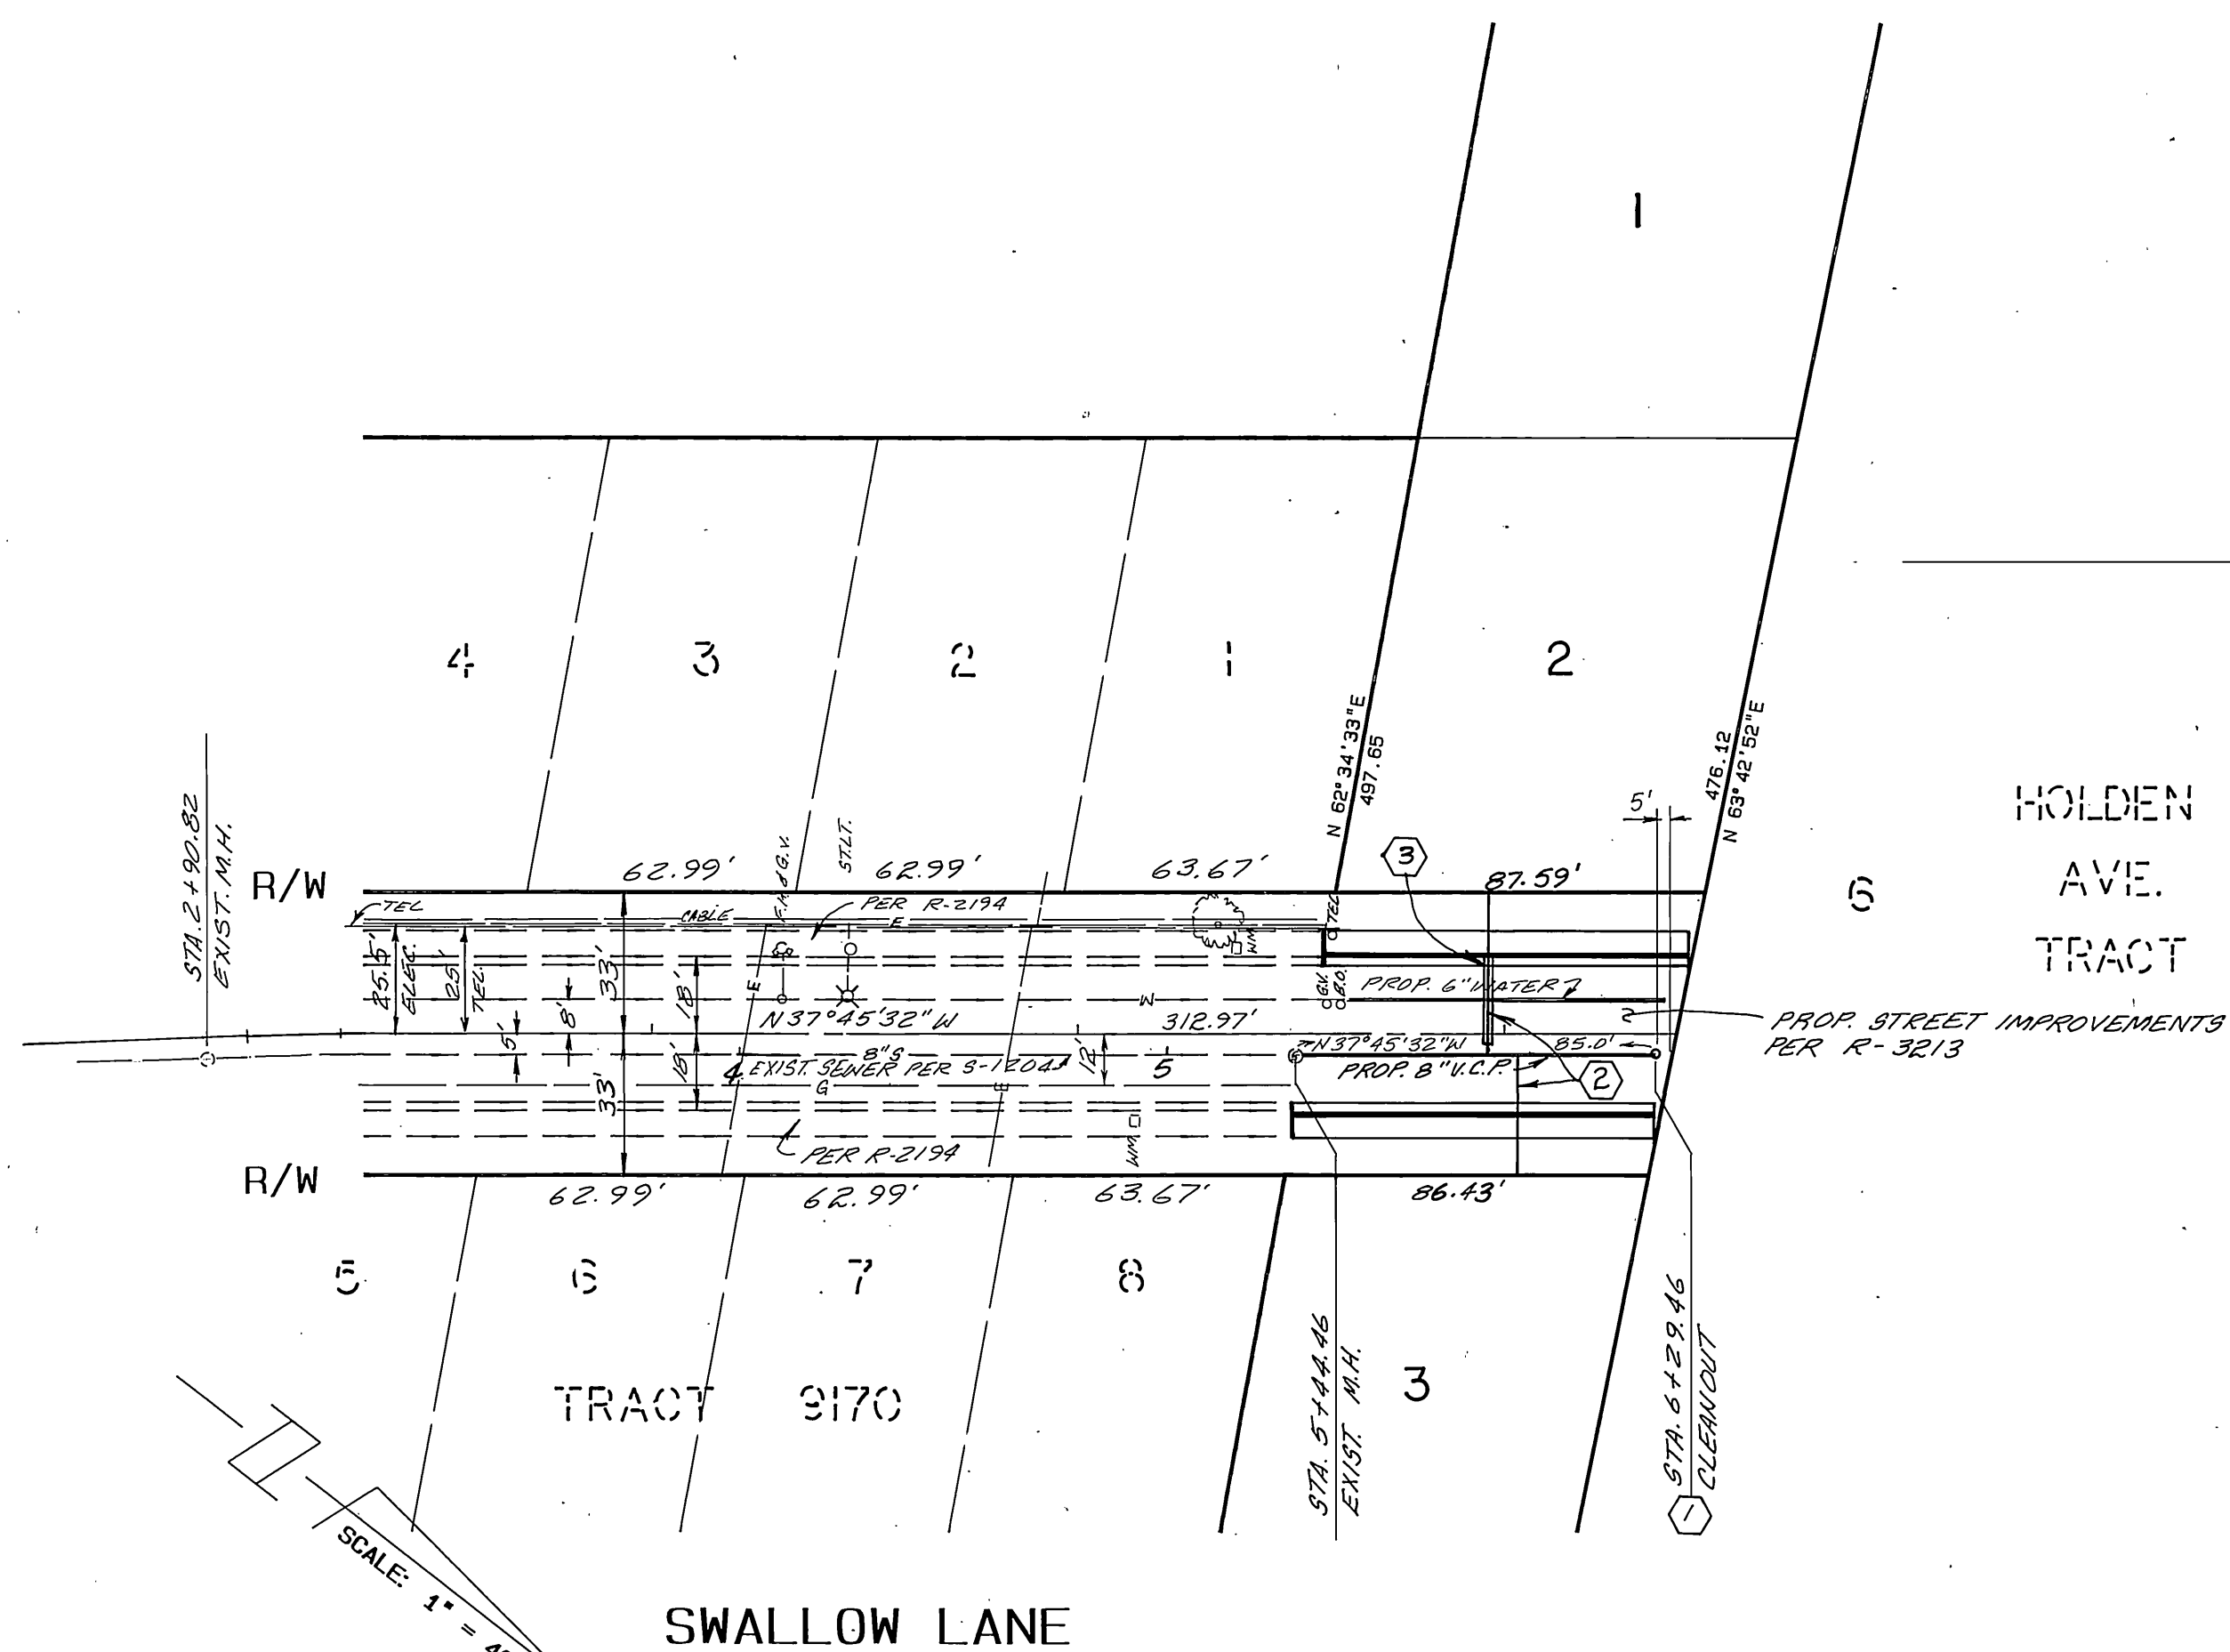 1
4
3
2
1
2
N 62° 34' 33" E
497.65
476.12
N 63° 42' 52" E
5'
HOLDEN
AVE.
TRACT
6
STA. 2+90.82
EXIST. M.H.
R/W
62.99'
F.H. & G.V.
ST.LT.
62.99'
63.67'
3
87.59'
TEL
CABLE
PER R-2194
E
TEL
25.5'
ELEC.
25'
TEL.
33'
18'
8'
5'
E
WM
G.V.
B.O.
W
PROP. 6" WATER
N 37° 45' 32" W
312.97'
PROP. STREET IMPROVEMENTS
PER R-3213
8" S
4
EXIST. SEWER PER S-1204
12'
5
N 37° 45' 32" W
85.0'
PROP. 8" V.C.P.
2
18'
33'
G
E
WM
PER R-2194
R/W
62.99'
62.99'
63.67'
86.43'
5
6
7
8
3
TRACT 9170
STA. 5+44.46
EXIST. M.H.
STA. 6+29.46
CLEANOUT
1
SCALE: 1" =
SWALLOW LANE